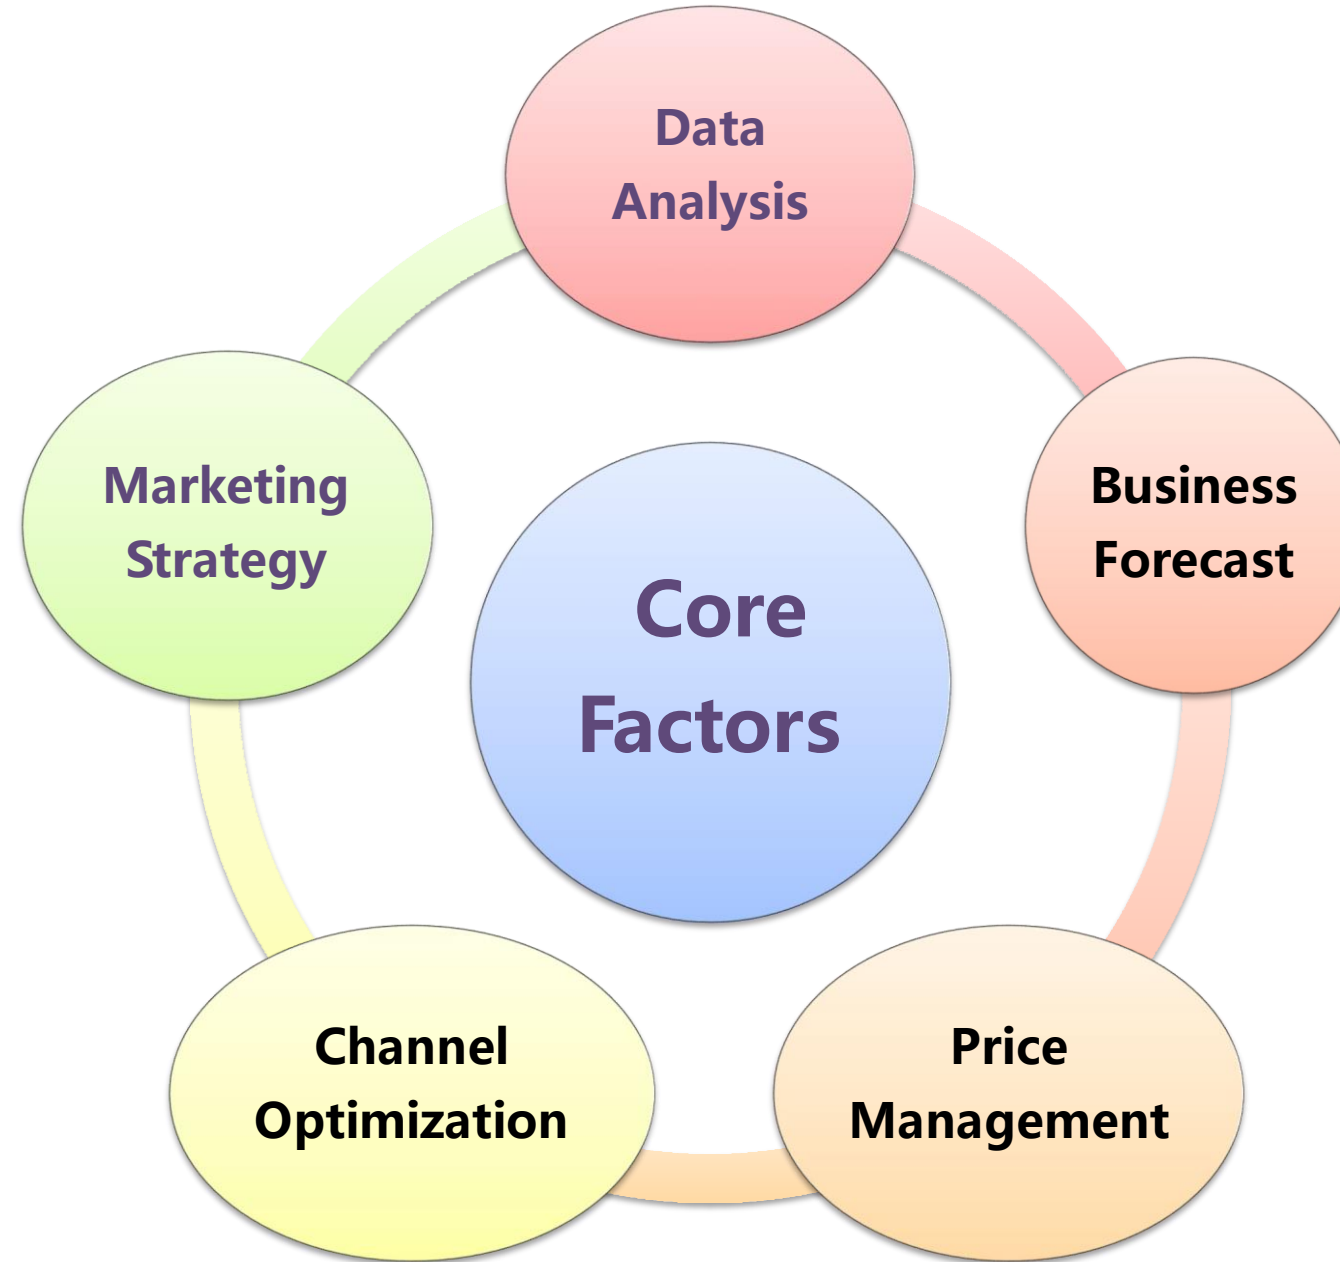 Data
Analysis
Business
Forecast
Price
Management
Channel
Optimization
Marketing
Strategy
Core
Factors